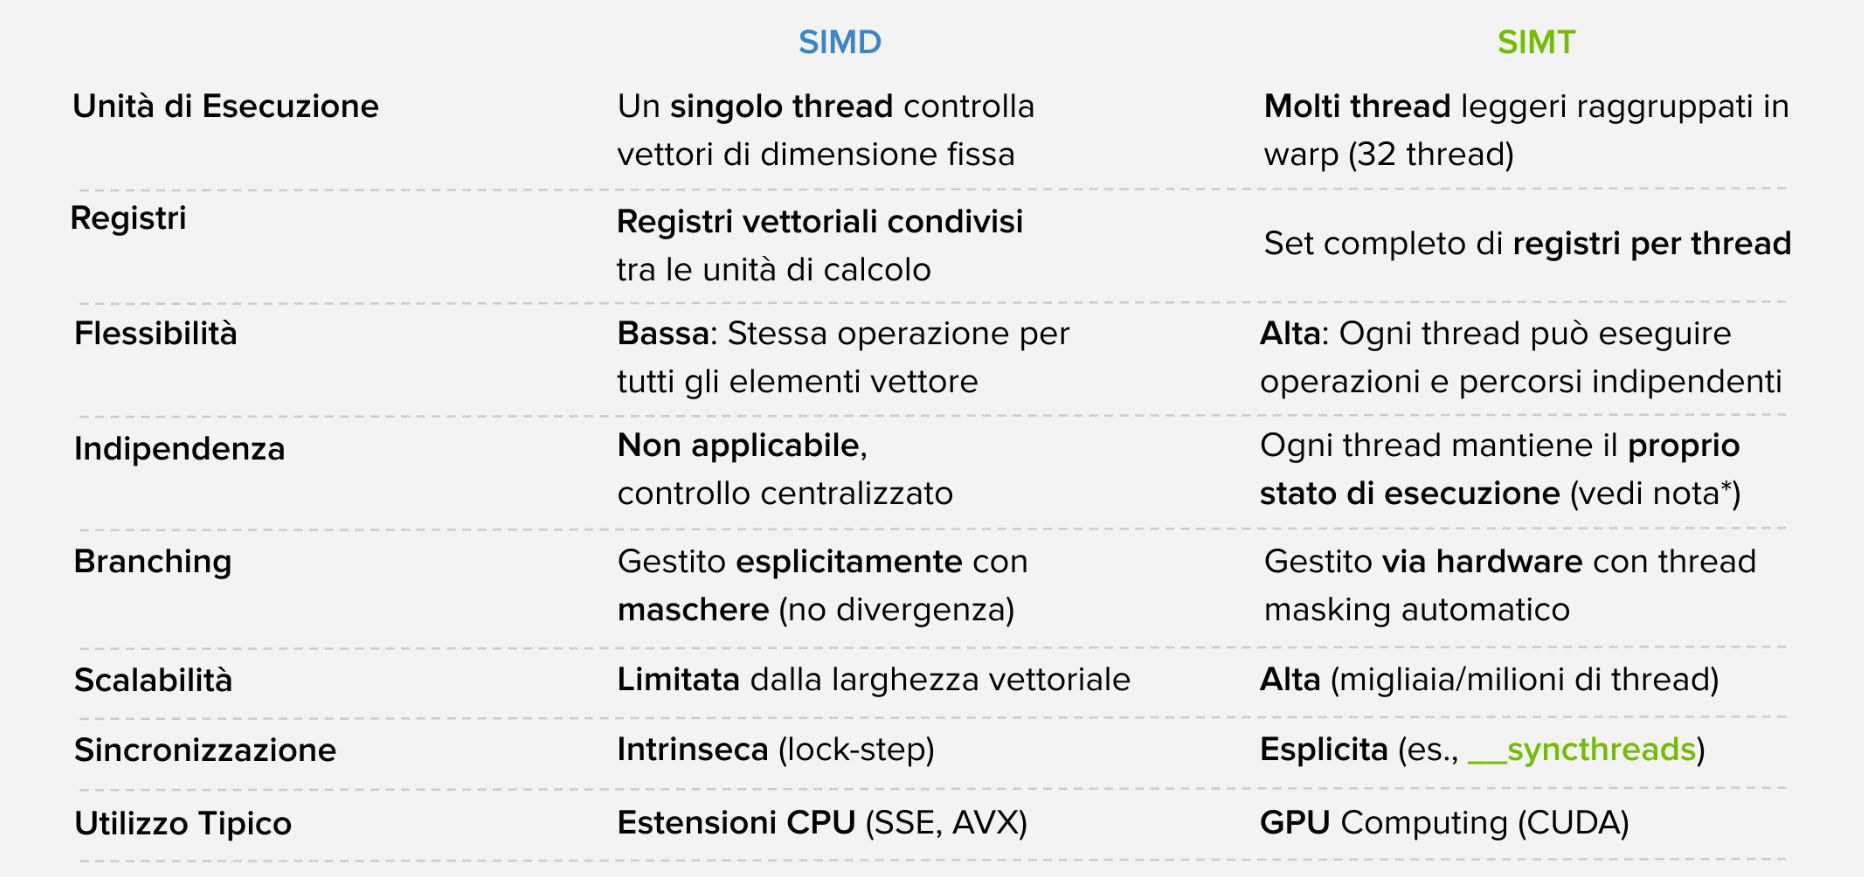 SIMD SIMT
Unità di Esecuzione
Un singolo thread controlla
vettori di dimensione fissa
Molti thread leggeri raggruppati in
warp (32 thread)
Registri
Registri vettoriali condivisi
tra le unità di calcolo
Set completo di registri per thread
Flessibilità
Bassa: Stessa operazione per
tutti gli elementi vettore
Alta: Ogni thread può eseguire
operazioni e percorsi indipendenti
Indipendenza
Non applicabile,
controllo centralizzato
Ogni thread mantiene il proprio
stato di esecuzione (vedi nota*)
Branching
Gestito esplicitamente con
maschere (no divergenza)
Gestito via hardware con thread
masking automatico
Scalabilità
Limitata dalla larghezza vettoriale
Alta (migliaia/milioni di thread)
Sincronizzazione
Intrinseca (lock-step)
Esplicita (es., __syncthreads)
Utilizzo Tipico
Estensioni CPU (SSE, AVX)
GPU Computing (CUDA)